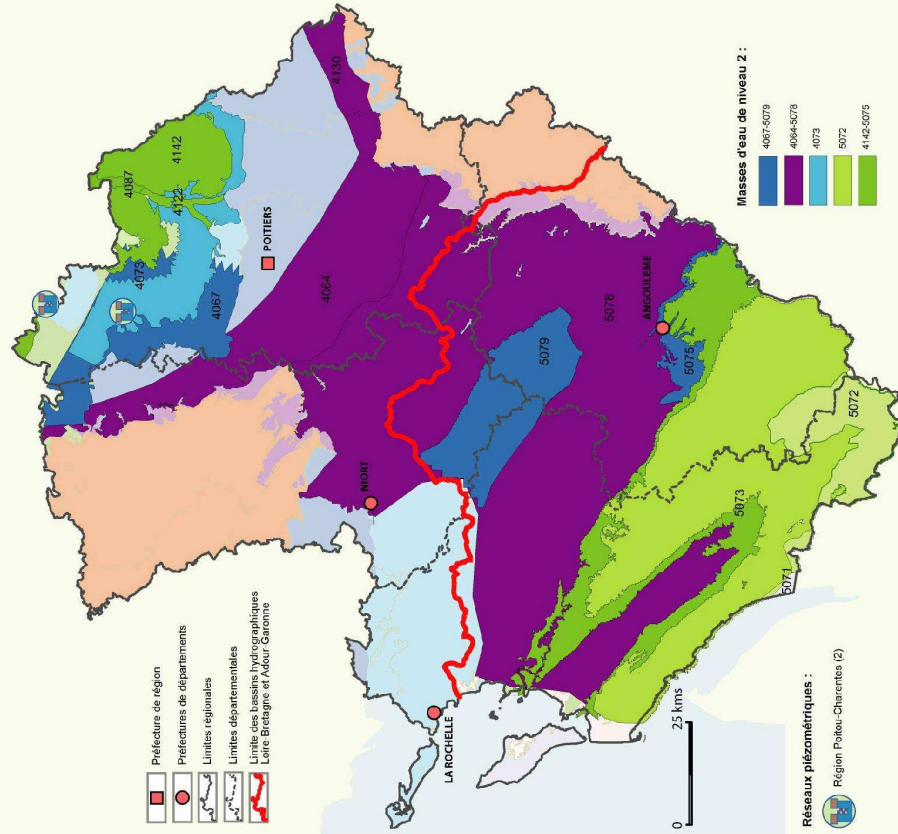 Préfecture de région
Préfectures de départements
Limites régionales
Limites départementales
Limite des bassins hydrographiques
Loire Bretagne et Adour-Garonne
4087
4142
4122
4073
4067
4130
POITIERS
4064
NIORT
LA ROCHELLE
5079
5078
ANGOULEME
5075
5072
5073
5071
0
25 kms
Réseaux piézométriques :
Région Poitou-Charentes (2)
Masses d'eau de niveau 2 :
4067-5079
4064-5078
4073
5072
4142-5075